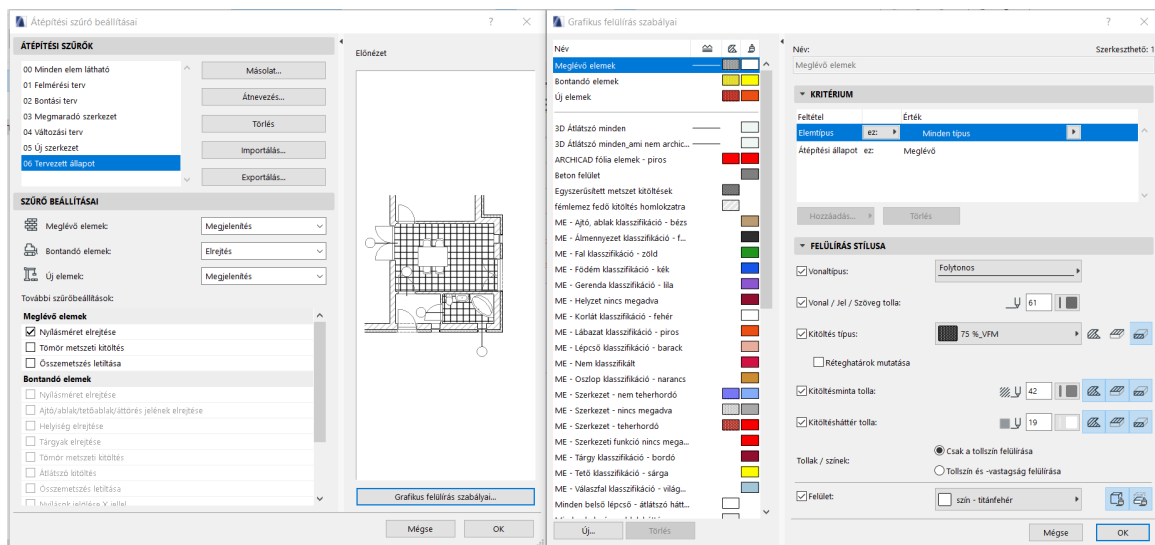 Átépítési szűrő beállításai
ÁTÉPÍTÉSI SZŰRŐK
00 Minden elem látható
01 Felmérési terv
02 Bontási terv
03 Megmaradó szerkezet
04 Változási terv
05 Új szerkezet
06 Tervezett állapot
Másolat...
Átnevezés...
Törlés
Importálás...
Exportálás...
SZŰRŐ BEÁLLÍTÁSAI
Meglévő elemek: Megjelenítés
Bontandó elemek: Elrejtés
Új elemek: Megjelenítés
További szűrőbeállítások:
Meglévő elemek
Nyílásméret elrejtése
Tömör metszeti kitöltés
Összemetszés letiltása
Bontandó elemek
Nyílásméret elrejtése
Ajtó/ablak/tetőablak/áttörés jelének elrejtése
Helyiség elrejtése
Tárgyak elrejtése
Tömör metszeti kitöltés
Átlátszó kitöltés
Összemetszés letiltása
Nyílások jelölése X jellel
Előnézet
Grafikus felülírás szabályai...
Mégse
OK
Grafikus felülírás szabályai
Név
Meglévő elemek
Bontandó elemek
Új elemek
3D Átlátszó minden
3D Átlátszó minden_ami nem archic...
ARCHICAD fólia elemek - piros
Beton felület
Egyszerűsített metszet kitöltések
fémlemez fedő kitöltés homlokzatra
ME - Ajtó, ablak klasszifikáció - bézs
ME - Álmennyezet klasszifikáció - f...
ME - Fal klasszifikáció - zöld
ME - Födém klasszifikáció - kék
ME - Gerenda klasszifikáció - lila
ME - Helyzet nincs megadva
ME - Korlát klasszifikáció - fehér
ME - Lábazat klasszifikáció - piros
ME - Lépcső klasszifikáció - barack
ME - Nem klasszifikált
ME - Oszlop klasszifikáció - narancs
ME - Szerkezet - nem teherhordó
ME - Szerkezet - nincs megadva
ME - Szerkezet - teherhordó
ME - Szerkezeti funkció nincs mega...
ME - Tárgy klasszifikáció - bordó
ME - Tető klasszifikáció - sárga
ME - Válaszfal klasszifikáció - világ...
Minden belső lépcső - átlátszó hátt...
Új...
Törlés
Név: Szerkeszthető: 1
Meglévő elemek
KRITÉRIUM
Feltétel Érték
Elemtípus ez: Minden típus
Átépítési állapot ez: Meglévő
Hozzáadás...
Törlés
FELÜLÍRÁS STÍLUSA
Vonaltípus: Folytonos
Vonal / Jel / Szöveg tolla: 61
Kitöltés típus: 75 %_VFM
Réteghatárok mutatása
Kitöltésminta tolla: 42
Kitöltésháttér tolla: 19
Tollak / színek:
Csak a tollszín felülírása
Tollszín és -vastagság felülírása
Felület: szín - titánfehér
Mégse
OK